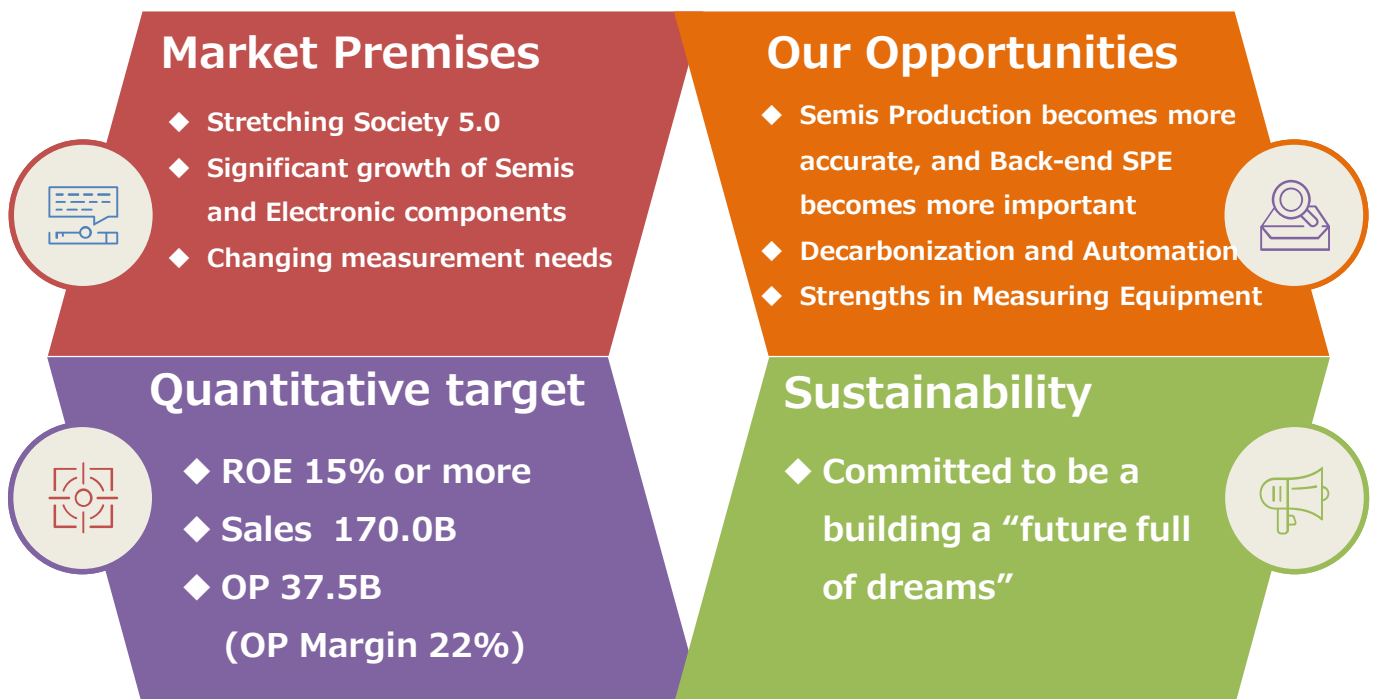 Market Premises
◆ Stretching Society 5.0
◆ Significant growth of Semis
and Electronic components
◆ Changing measurement needs
Our Opportunities
◆ Semis Production becomes more
accurate, and Back-end SPE
becomes more important
◆ Decarbonization and Automation
◆ Strengths in Measuring Equipment
Quantitative target
◆ ROE 15% or more
◆ Sales 170.0B
◆ OP 37.5B
(OP Margin 22%)
Sustainability
◆ Committed to be a
building a “future full
of dreams”